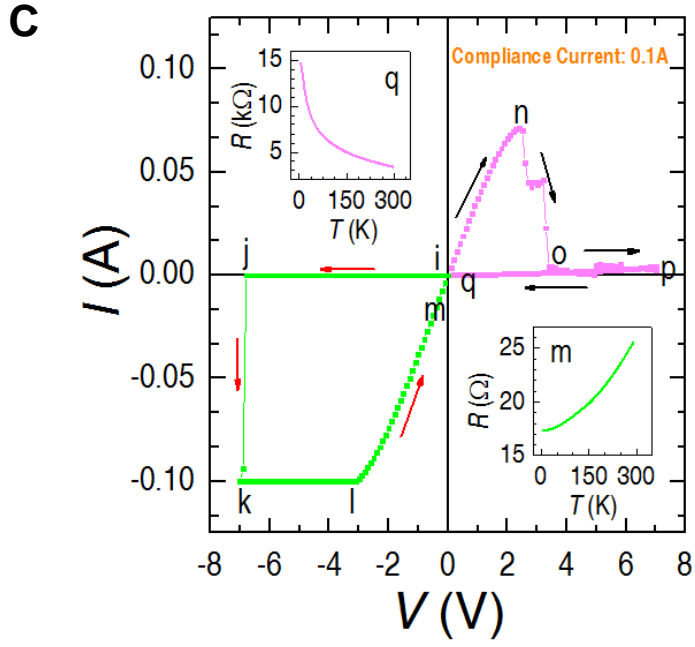 C
Compliance Current: 0.1A
I (A)
0.10
0.05
0.00
-0.05
-0.10
R (kΩ)
15
10
5
q
0 150 300
T (K)
n
j
i
o
p
q
m
R (Ω)
25
20
15
m
0 150 300
T (K)
k
l
-8 -6 -4 -2 0 2 4 6 8
V (V)